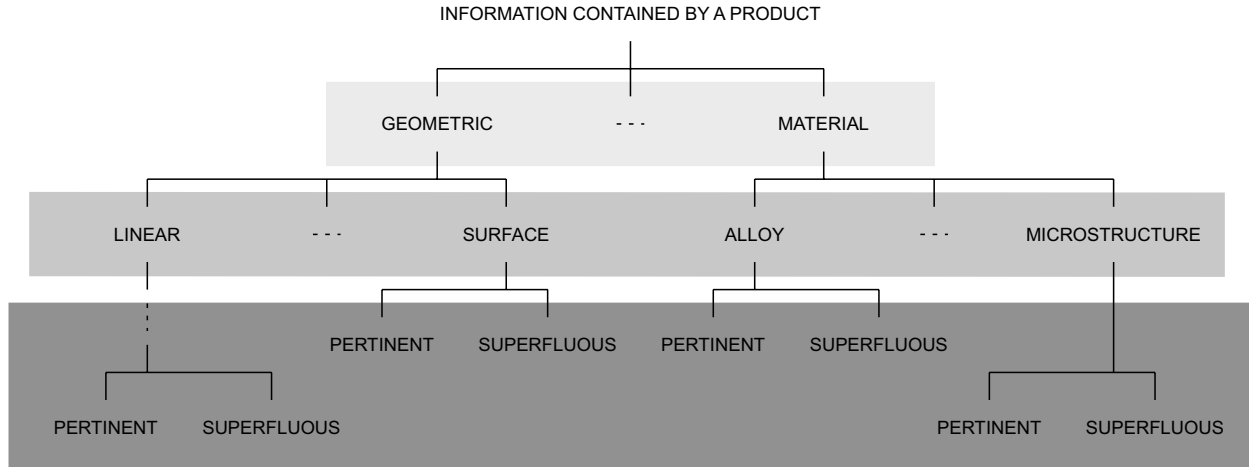 INFORMATION CONTAINED BY A PRODUCT
GEOMETRIC - - - MATERIAL
LINEAR - - - SURFACE ALLOY - - - MICROSTRUCTURE
PERTINENT SUPERFLUOUS PERTINENT SUPERFLUOUS
PERTINENT SUPERFLUOUS PERTINENT SUPERFLUOUS